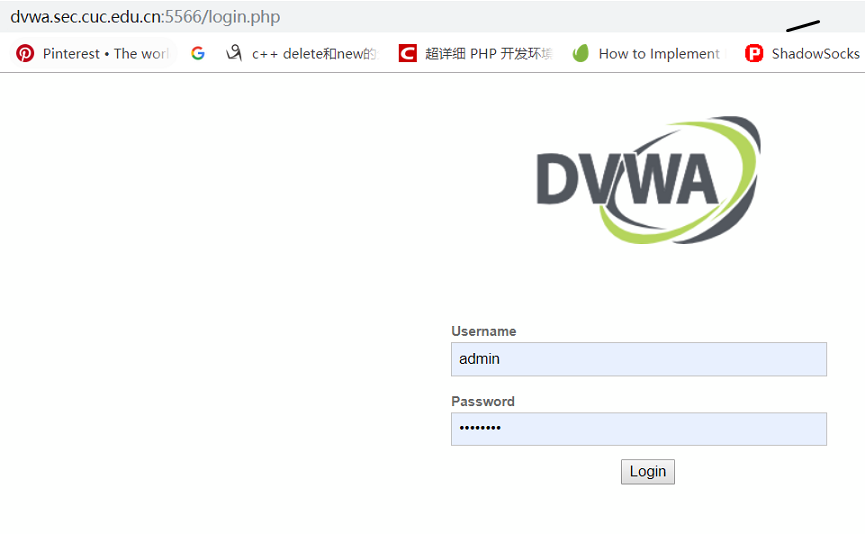 dvwa.sec.cuc.edu.cn:5566/login.php
Pinterest • The worl c++ delete和new的 超详细 PHP 开发环境 How to Implement ShadowSocks
DVWA
Username
admin
Password
••••••••
Login